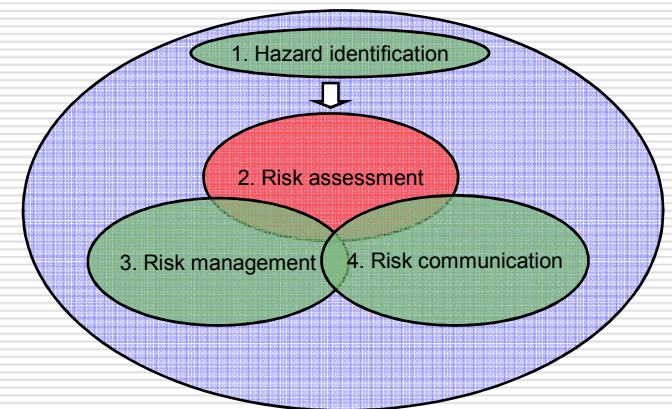 1. Hazard identification
2. Risk assessment
3. Risk management
4. Risk communication